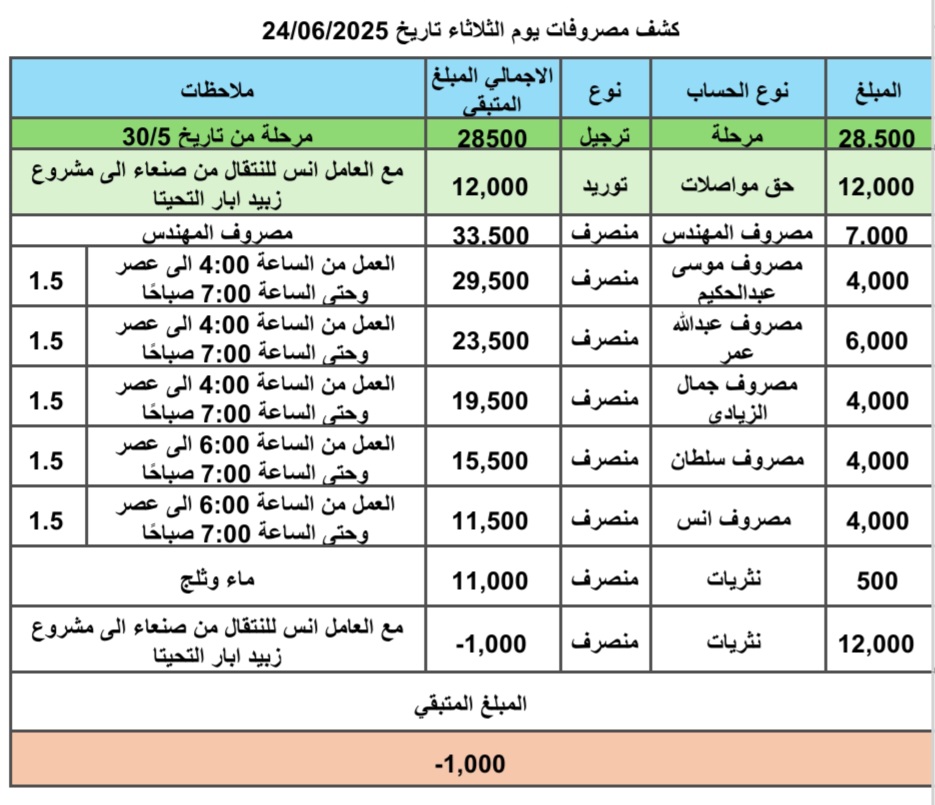 كشف مصروفات يوم الثلاثاء تاريخ 24/06/2025
المبلغ نوع الحساب نوع الاجمالي المبلغ المتبقي ملاحظات
28.500 مرحلة ترجيل 28500 مرحلة من تاريخ 30/5
12,000 حق مواصلات توريد 12,000 مع العامل انس للنتقال من صنعاء الى مشروع
زبيد ابار التحيتا
7.000 مصروف المهندس منصرف 33.500 مصروف المهندس
4,000 مصروف موسى عبدالحكيم منصرف 29,500 العمل من الساعة 4:00 الى عصر
وحتى الساعة 7:00 صباحًا 1.5
6,000 مصروف عبدالله عمر منصرف 23,500 العمل من الساعة 4:00 الى عصر
وحتى الساعة 7:00 صباحًا 1.5
4,000 مصروف جمال الزيادي منصرف 19,500 العمل من الساعة 4:00 الى عصر
وحتى الساعة 7:00 صباحًا 1.5
4,000 مصروف سلطان منصرف 15,500 العمل من الساعة 6:00 الى عصر
وحتى الساعة 7:00 صباحًا 1.5
4,000 مصروف انس منصرف 11,500 العمل من الساعة 6:00 الى عصر
وحتى الساعة 7:00 صباحًا 1.5
500 نثريات منصرف 11,000 ماء وثلج
12,000 نثريات منصرف -1,000 مع العامل انس للنتقال من صنعاء الى مشروع
زبيد ابار التحيتا
المبلغ المتبقي
-1,000